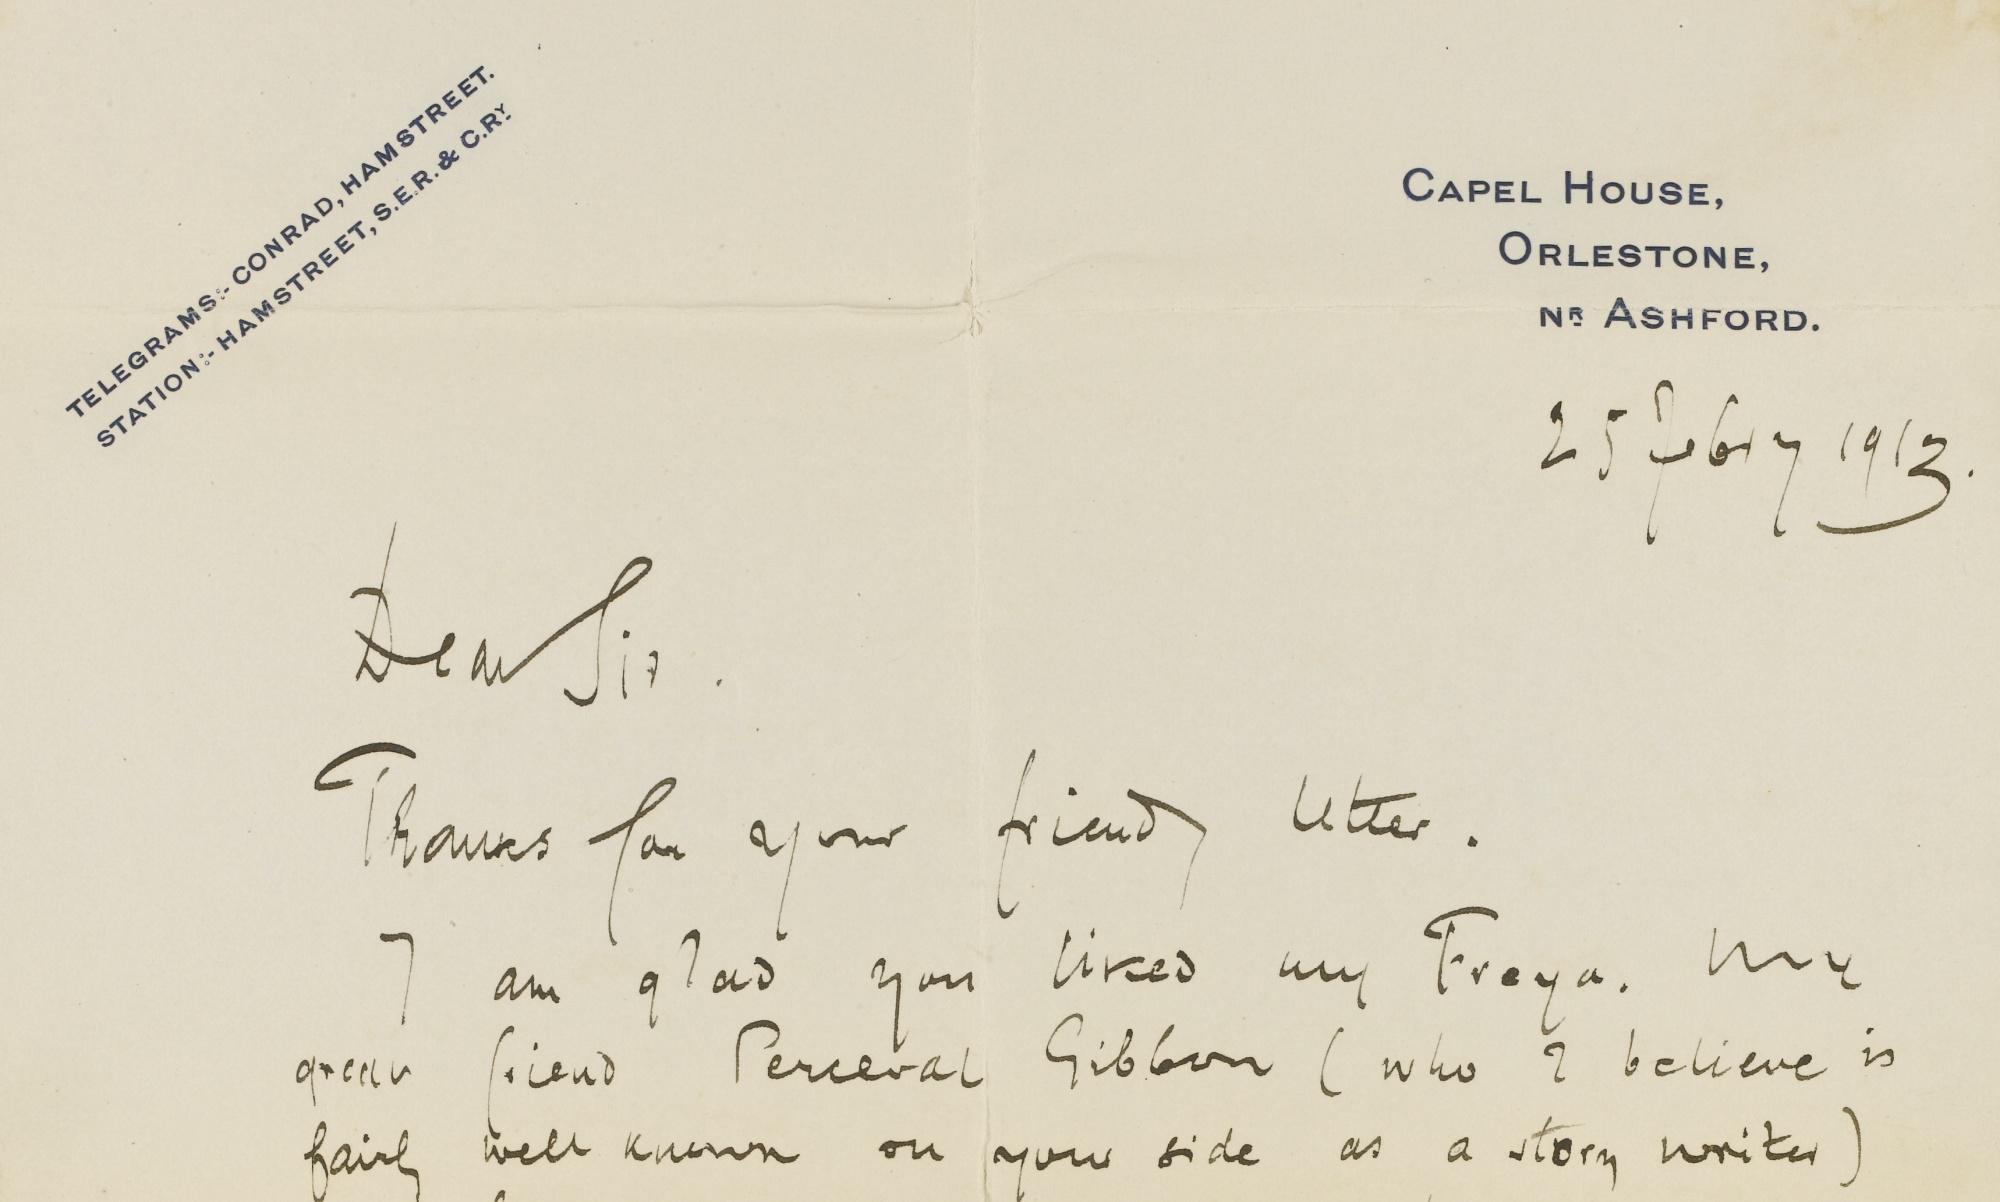 TELEGRAMS:- CONRAD, HAMSTREET.
STATION:- HAMSTREET, S.E.R. & C.RY.
CAPEL HOUSE,
ORLESTONE,
NR ASHFORD.
25 Febry 1913.
Dear Sir.
Thanks for your friendly letter.
I am glad you liked my Freya. My
great friend Perceval Gibbon (who I believe is
fairly well known on your side as a story writer)